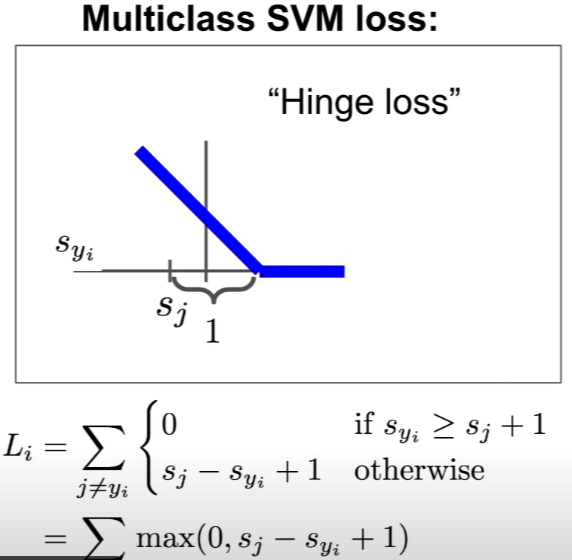 Multiclass SVM loss:
“Hinge loss”
s_{y_i}
s_j
1
L_i = \sum_{j \neq y_i} \begin{cases} 0 & \text{if } s_{y_i} \geq s_j + 1 \\ s_j - s_{y_i} + 1 & \text{otherwise} \end{cases}
= \sum \max(0, s_j - s_{y_i} + 1)